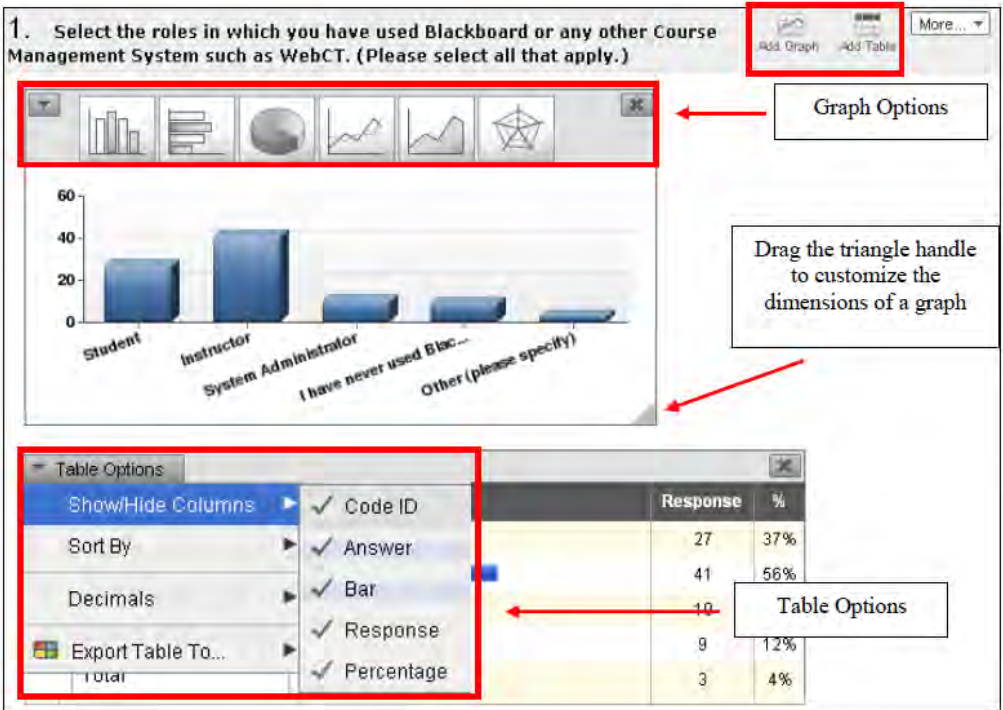 1. Select the roles in which you have used Blackboard or any other Course
Management System such as WebCT. (Please select all that apply.)
Add Graph
Add Table
More...
Graph Options
60
40
20
0
Student
Instructor
System Administrator
I have never used Blac...
Other (please specify)
Drag the triangle handle
to customize the
dimensions of a graph
Table Options
Show/Hide Columns
Sort By
Decimals
Export Table To...
Total
Code ID
Answer
Bar
Response
Percentage
Response %
27 37%
41 56%
10
9 12%
3 4%
Table Options